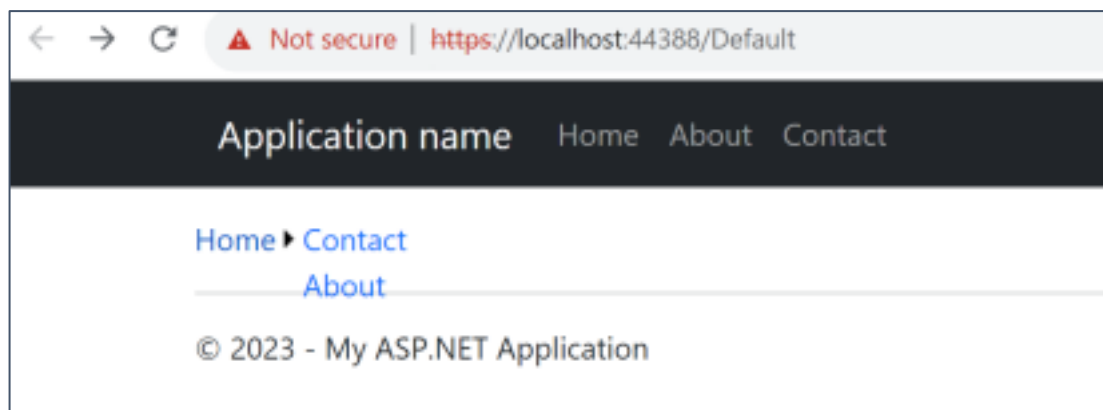 Not secure | https://localhost:44388/Default
Application name Home About Contact
Home Contact
About
© 2023 - My ASP.NET Application